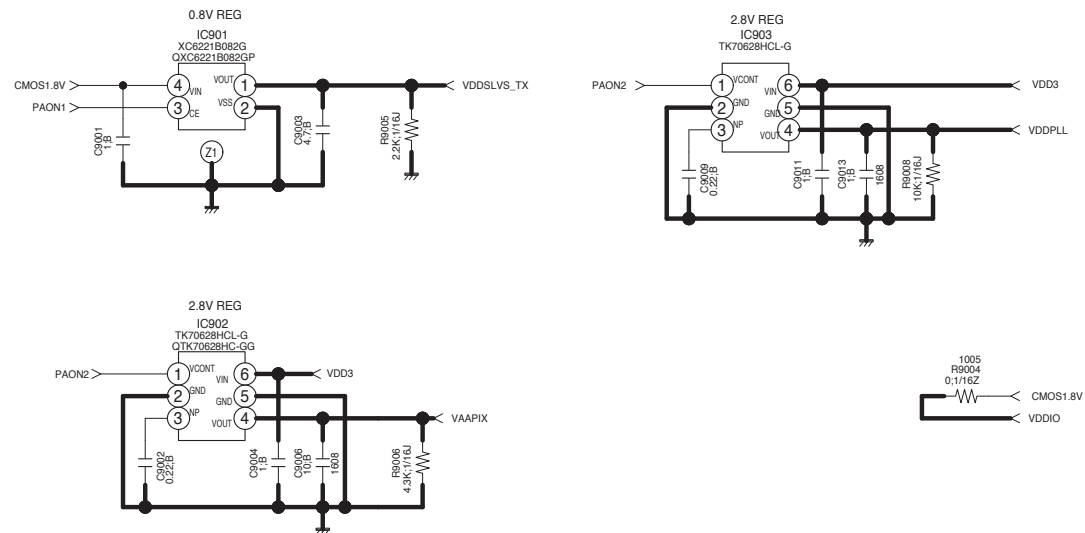 0.8V REG
IC901
XC6221B082G
QXC6221B082GP
CMOS1.8V
PAON1
4
VIN
3
CE
VOUT
1
VSS
2
VDDSLVS_TX
C9001
1;B
Z1
C9003
4.7;B
R9005
2.2K;1/16J
2.8V REG
IC903
TK70628HCL-G
PAON2
1
VCONT
2
GND
3
NP
VIN
6
GND
5
VOUT
4
VDD3
VDDPLL
C9009
0.22;B
C9011
1;B
C9013
1;B
1608
R9008
10K;1/16J
2.8V REG
IC902
TK70628HCL-G
QTK70628HC-GG
PAON2
1
VCONT
2
GND
3
NP
VIN
6
GND
5
VOUT
4
VDD3
VAAPIX
C9002
0.22;B
C9004
1;B
C9006
10;B
1608
R9006
4.3K;1/16J
1005
R9004
0;1/16Z
CMOS1.8V
VDDIO